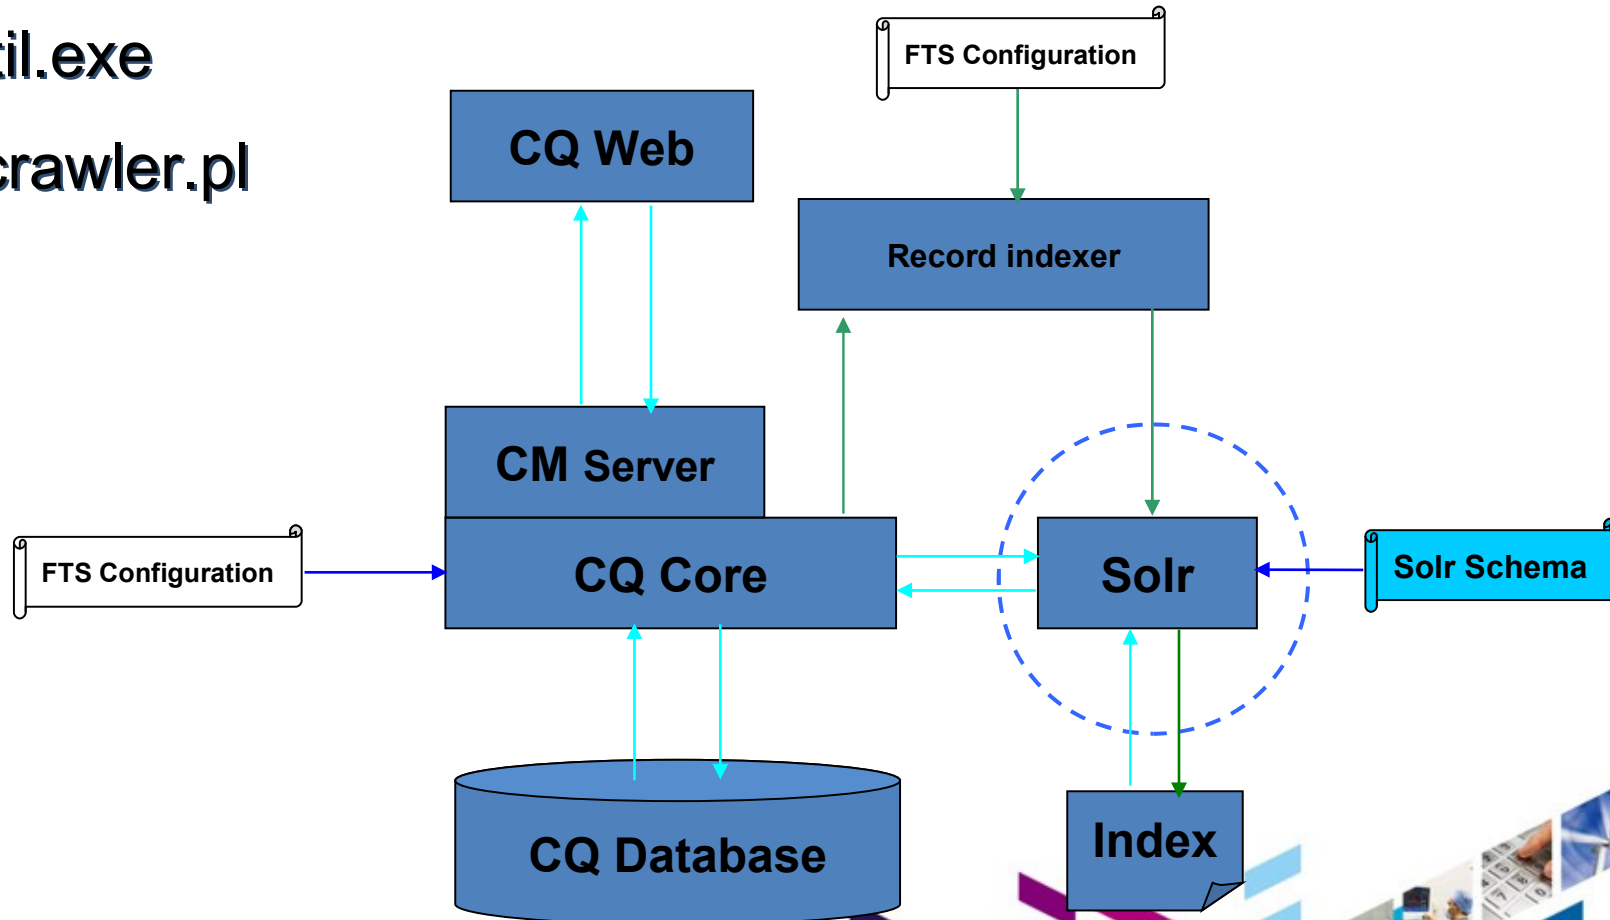 til.exe
crawler.pl
FTS Configuration
CQ Web
Record indexer
CM Server
FTS Configuration
CQ Core
Solr
Solr Schema
CQ Database
Index